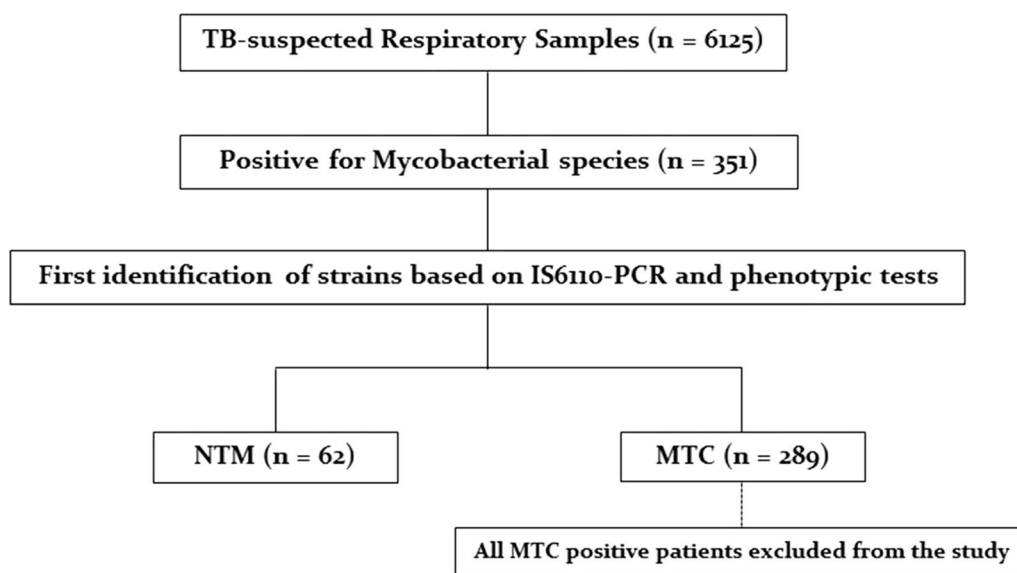 TB-suspected Respiratory Samples (n = 6125)
Positive for Mycobacterial species (n = 351)
First identification of strains based on IS6110-PCR and phenotypic tests
NTM (n = 62)
MTC (n = 289)
All MTC positive patients excluded from the study